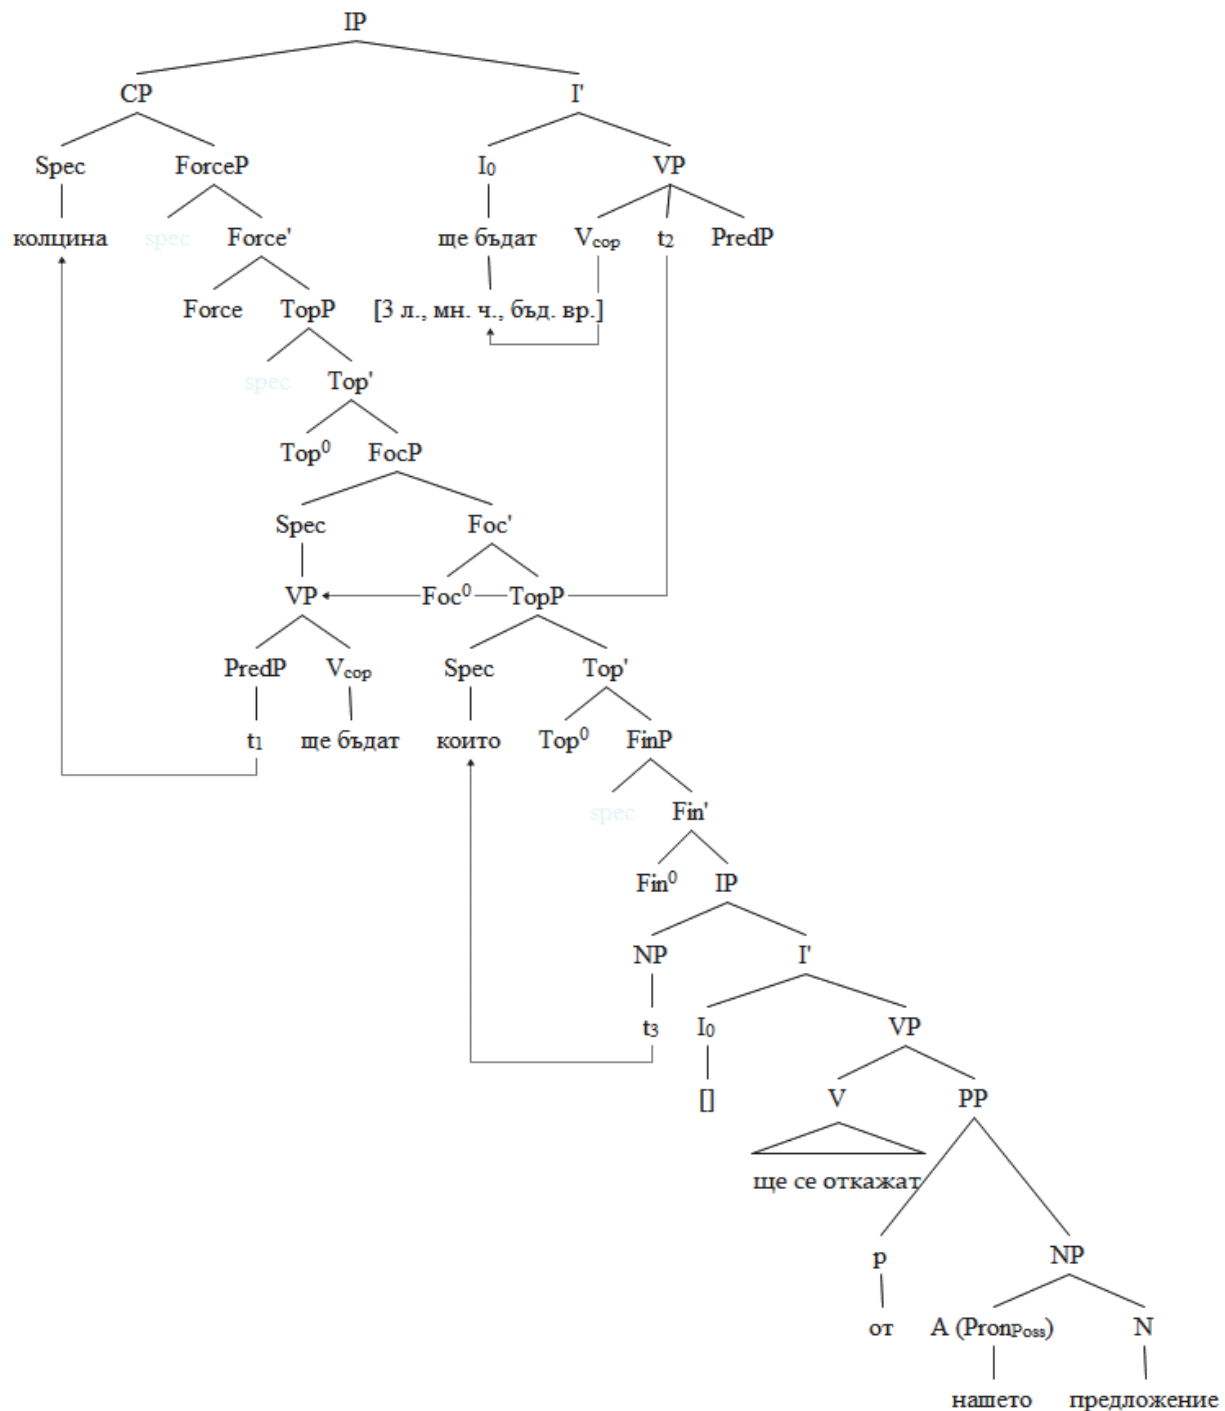 IP
CP I'
Spec ForceP I₀ VP
колцина spec Force' ще бъдат Vcop t₂ PredP
Force TopP [3 л., мн. ч., бъд. вр.]
spec Top'
Top⁰ FocP
Spec Foc'
VP Foc⁰ TopP
PredP Vcop Spec Top'
t₁ ще бъдат които Top⁰ FinP
spec Fin'
Fin⁰ IP
NP I'
t₃ I₀ VP
[] V PP
ще се откажат
p NP
от A (PronPoss) N
нашето предложение